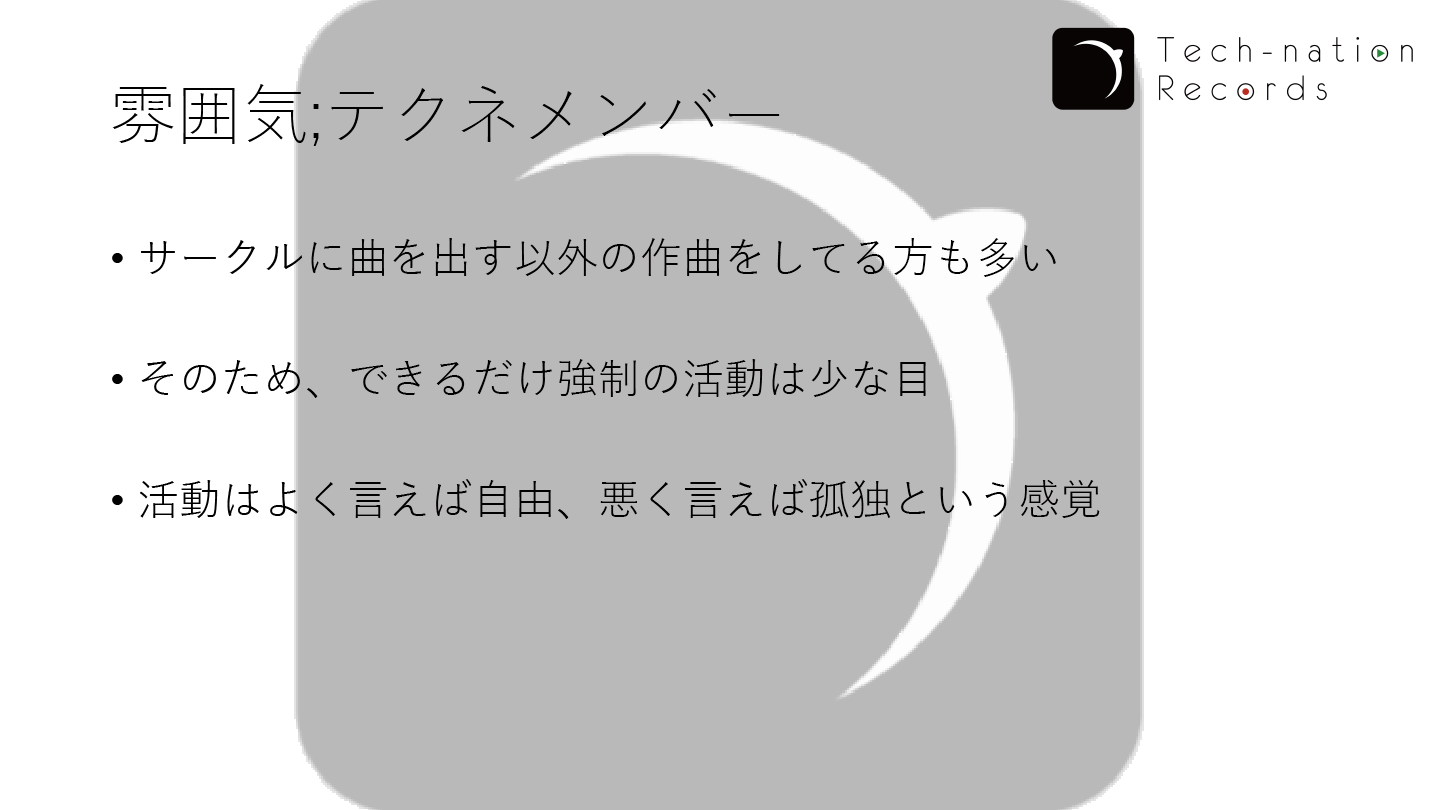 Tech-nation
Records
雰囲気;テクネメンバー
• サークルに曲を出す以外の作曲をしてる方も多い
• そのため、できるだけ強制の活動は少な目
• 活動はよく言えば自由、悪く言えば孤独という感覚